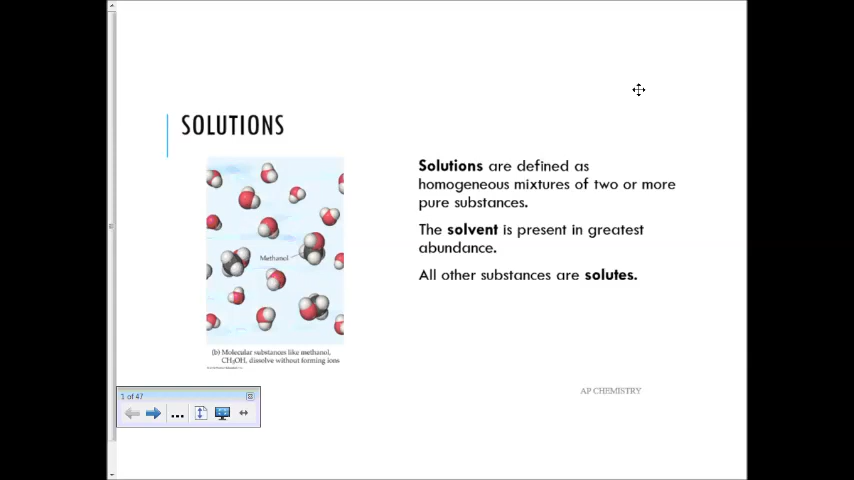 SOLUTIONS
Solutions are defined as
homogeneous mixtures of two or more
pure substances.
The solvent is present in greatest
abundance.
All other substances are solutes.
Methanol
(b) Molecular substances like methanol,
CH₃OH, dissolve without forming ions
AP CHEMISTRY
1 of 47